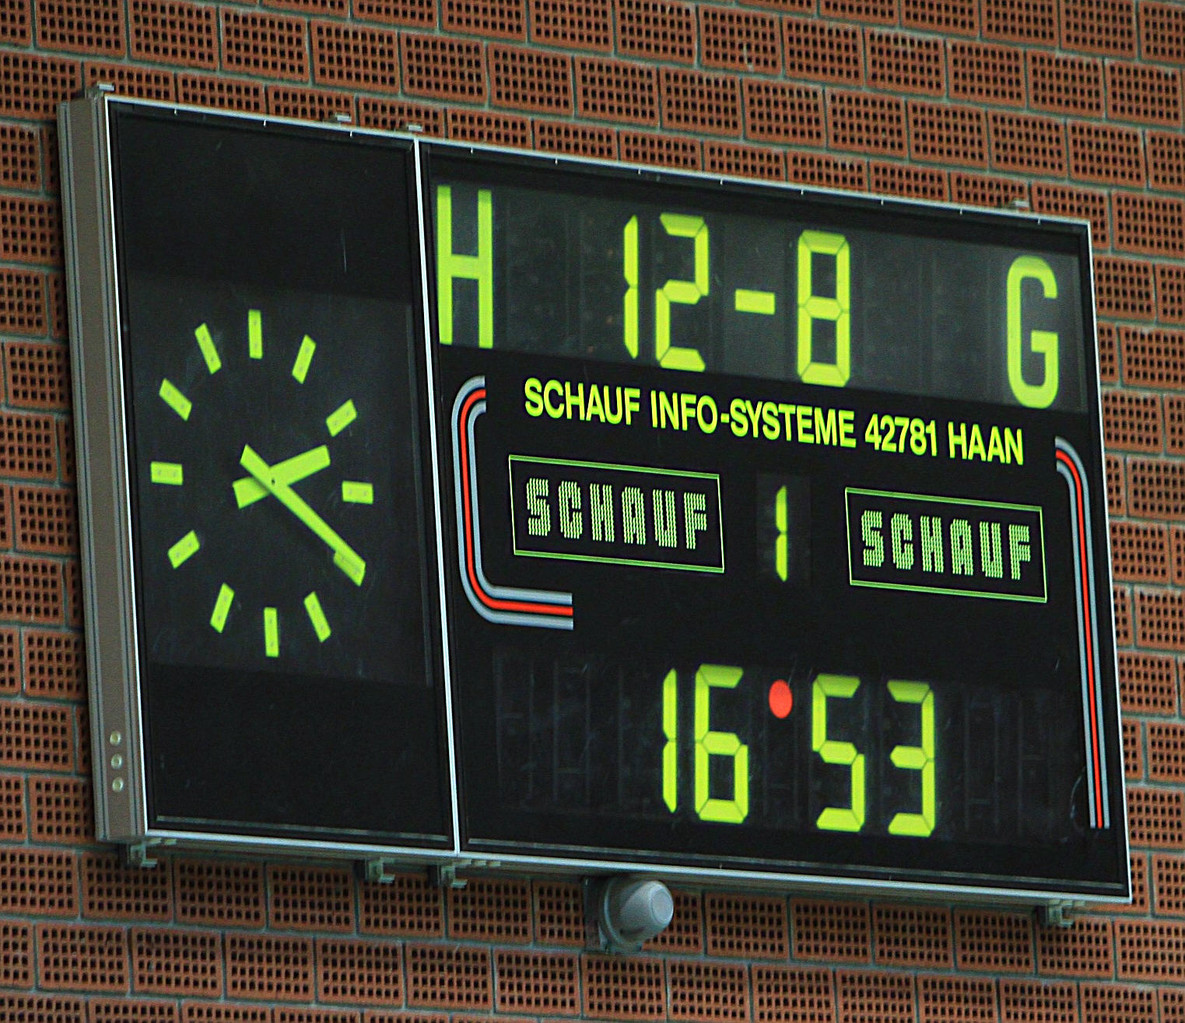 H 12-8 G
SCHAUF INFO-SYSTEME 42781 HAAN
SCHAUF 1 SCHAUF
16 53